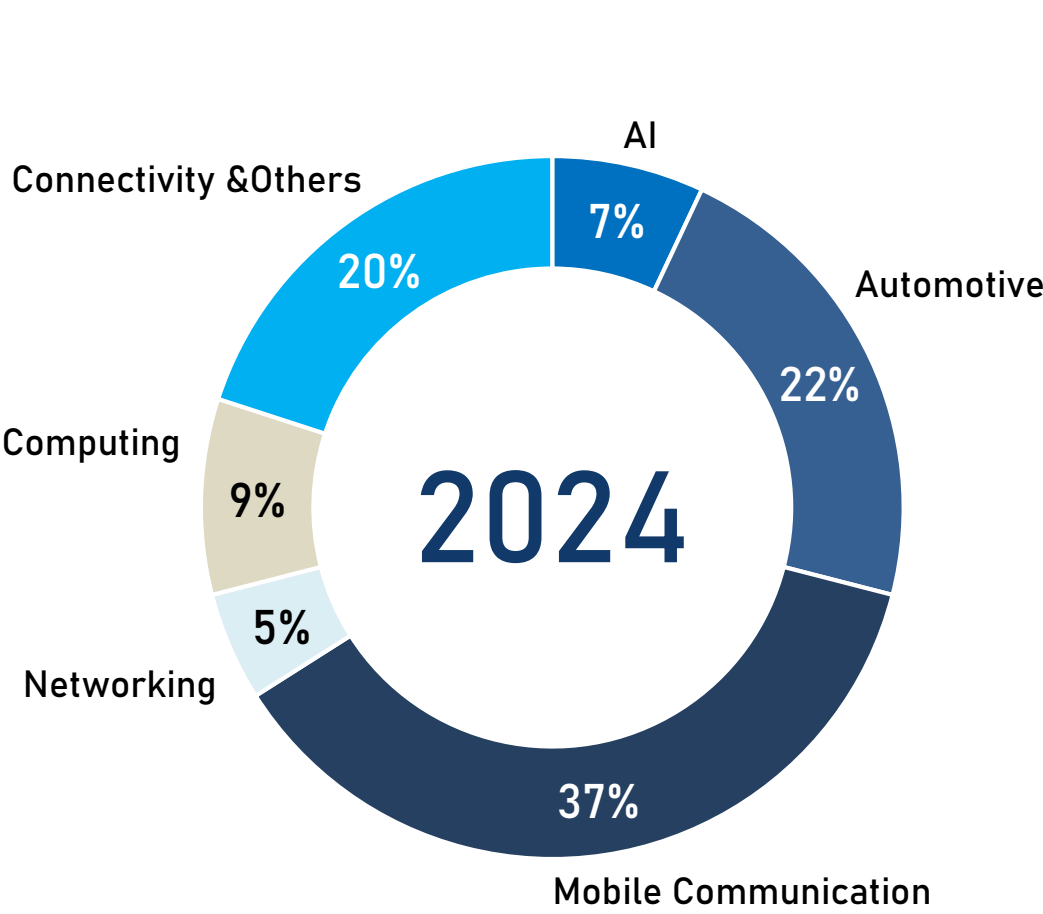 AI
7%
Connectivity &Others
20%
Automotive
22%
Computing
9%
2024
5%
Networking
37%
Mobile Communication